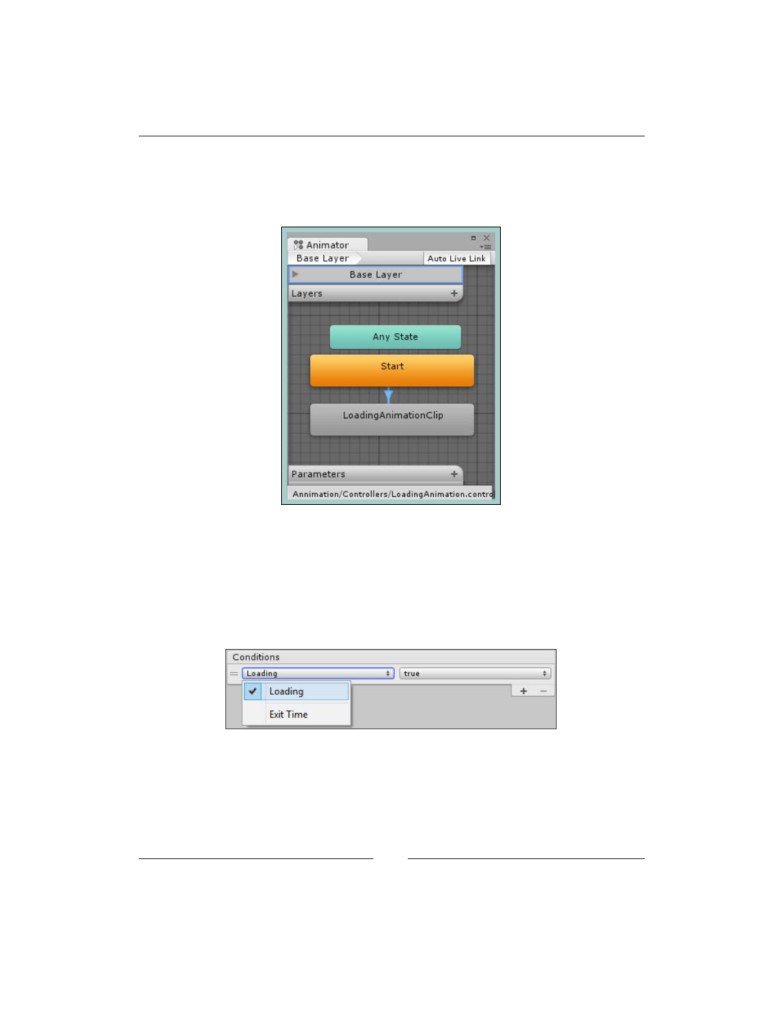 Animator
Base Layer
Auto Live Link
Base Layer
Layers
Any State
Start
LoadingAnimationClip
Parameters
Annimation/Controllers/LoadingAnimation.contro
Conditions
Loading
true
Loading
Exit Time